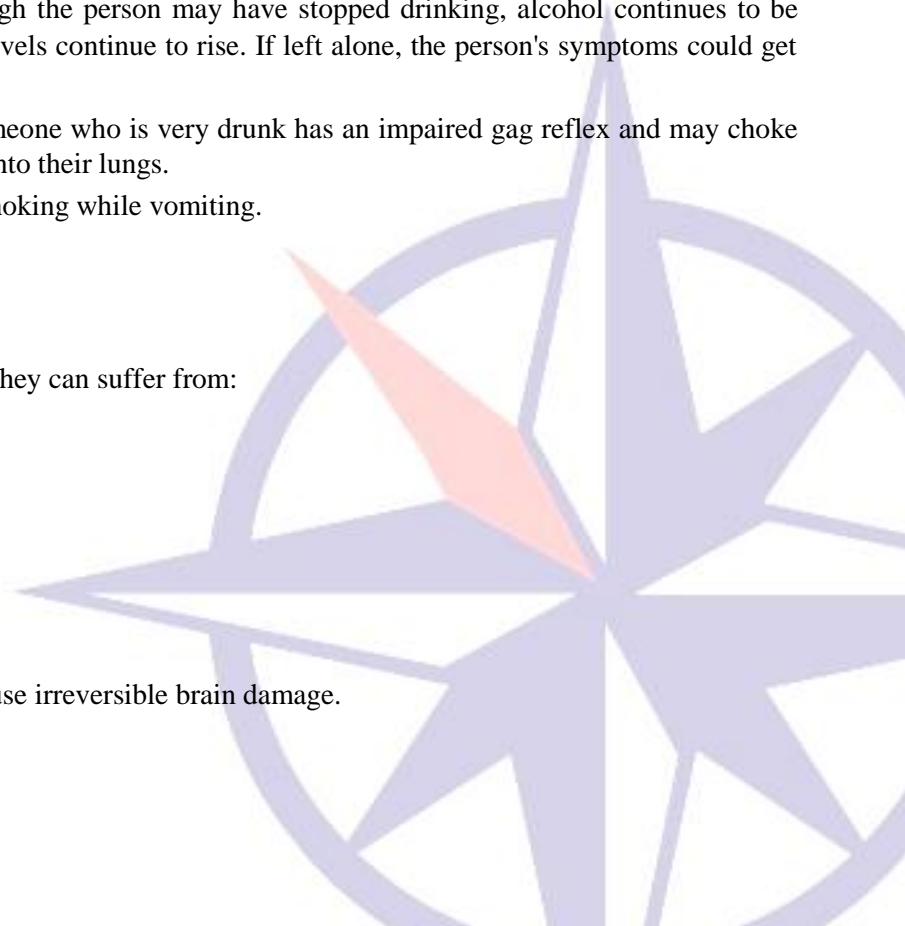 gh the person may have stopped drinking, alcohol continues to be
vels continue to rise. If left alone, the person's symptoms could get
neone who is very drunk has an impaired gag reflex and may choke
nto their lungs.
noking while vomiting.
hey can suffer from:
use irreversible brain damage.